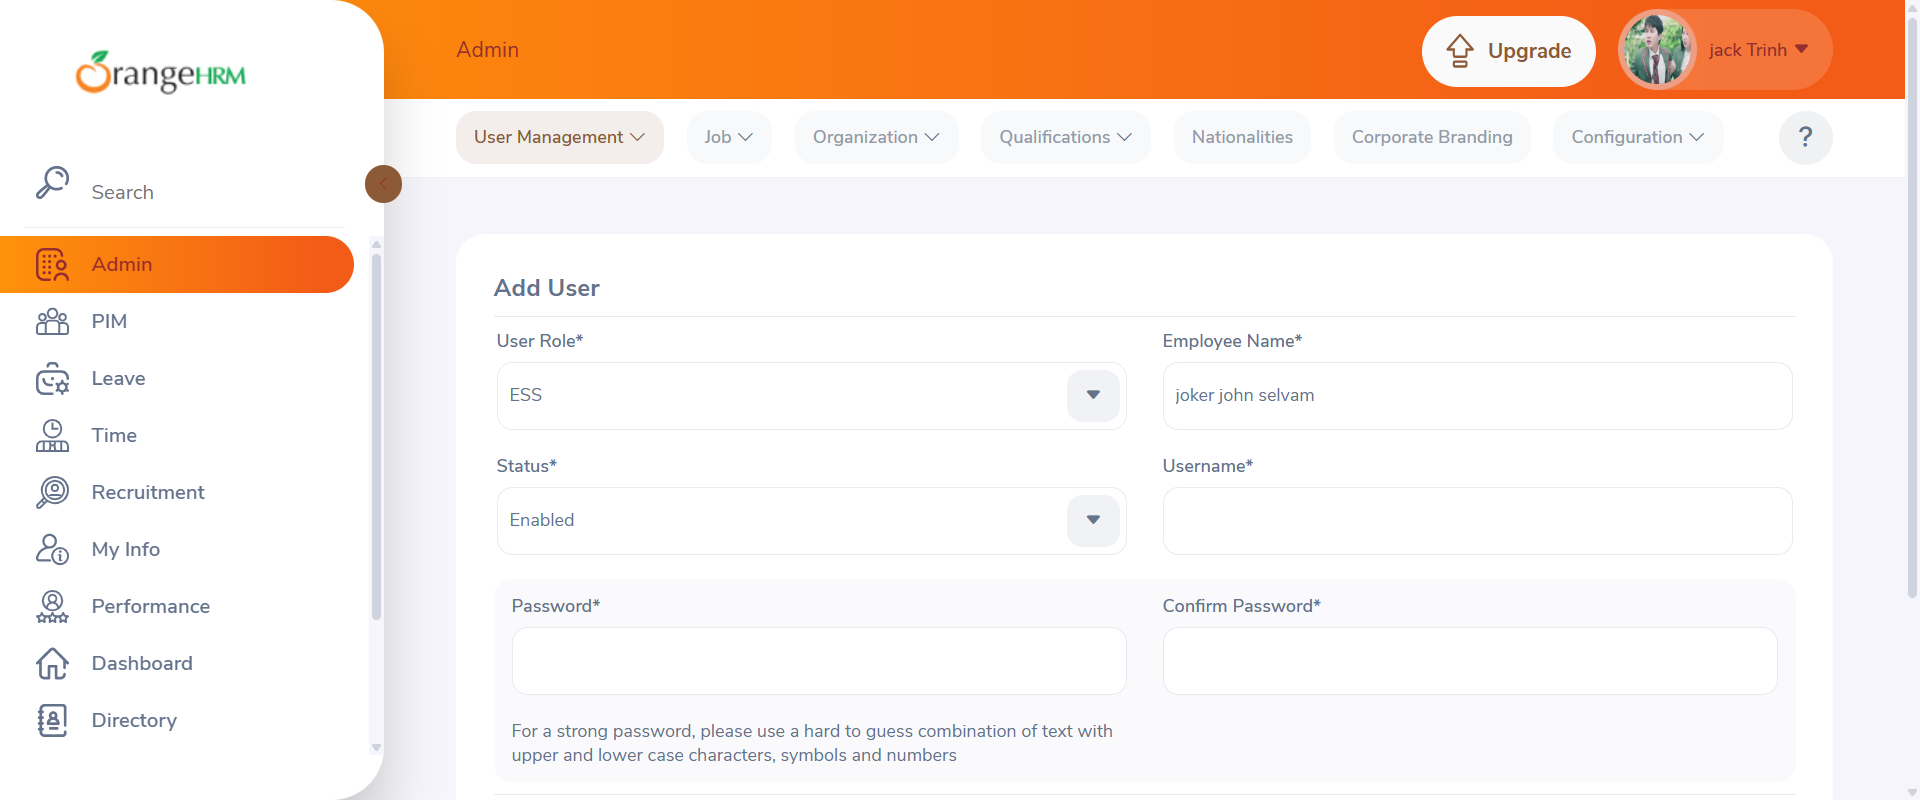 OrangeHRM
Search
Admin
PIM
Leave
Time
Recruitment
My Info
Performance
Dashboard
Directory
Admin
Upgrade
jack Trinh
User Management
Job
Organization
Qualifications
Nationalities
Corporate Branding
Configuration
?
Add User
User Role*
Employee Name*
ESS
joker john selvam
Status*
Username*
Enabled
Password*
Confirm Password*
For a strong password, please use a hard to guess combination of text with
upper and lower case characters, symbols and numbers